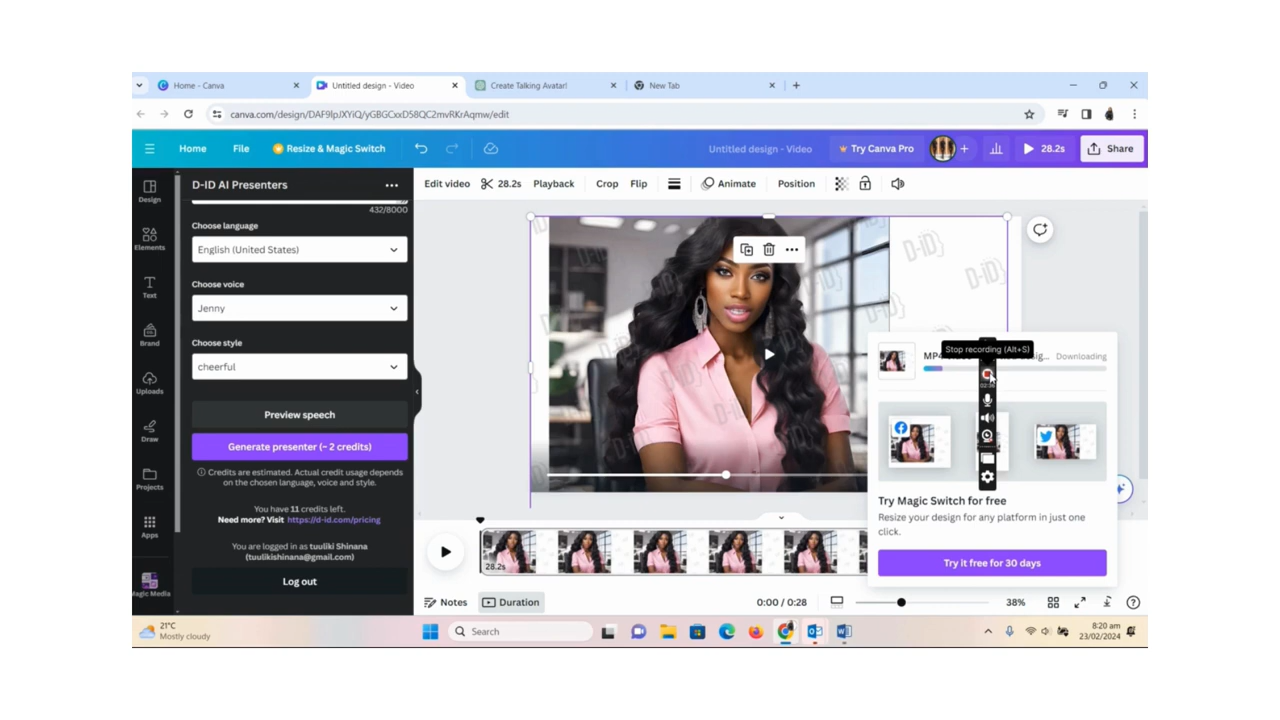 Home - Canva
Untitled design - Video
Create Talking Avatar!
New Tab
canva.com/design/DAF9lpJXYiQ/yGBGCxxD58QC2mvRKrAqmw/edit
Home
File
Resize & Magic Switch
Untitled design - Video
Try Canva Pro
28.2s
Share
D-ID AI Presenters
Edit video
28.2s
Playback
Crop
Flip
Animate
Position
Design
Elements
Text
Brand
Uploads
Draw
Projects
Apps
Magic Media
432/8000
Choose language
English (United States)
Choose voice
Jenny
Choose style
cheerful
Preview speech
Generate presenter (~ 2 credits)
Credits are estimated. Actual credit usage depends
on the chosen language, voice and style.
You have 11 credits left.
Need more? Visit https://d-id.com/pricing
You are logged in as tuuliki Shinana
(tuulikishinana@gmail.com)
Log out
D-iD
D-iD
Stop recording (Alt+S)
MP4
Downloading
Try Magic Switch for free
Resize your design for any platform in just one
click.
Try it free for 30 days
28.2s
Notes
Duration
0:00 / 0:28
38%
21°C
Mostly cloudy
Search
8:20 am
23/02/2024